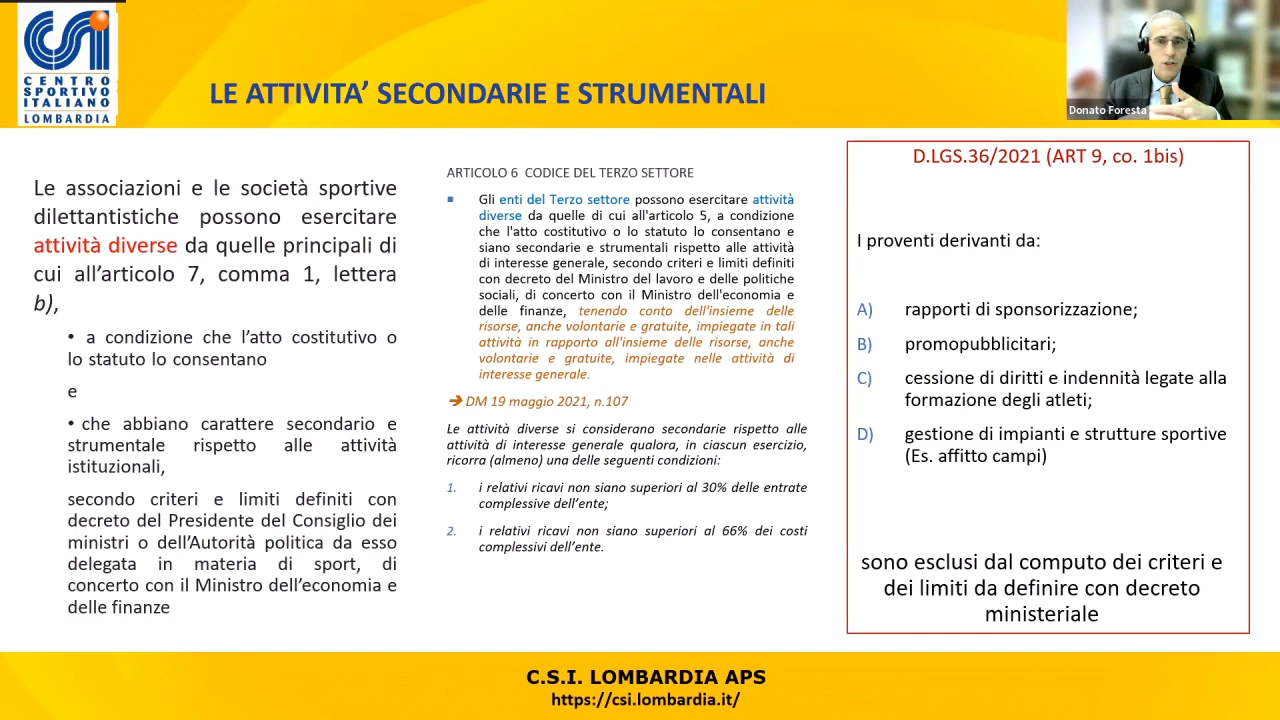 CSi
CENTRO
SPORTIVO
ITALIANO
LOMBARDIA
LE ATTIVITA’ SECONDARIE E STRUMENTALI
Donato Foresta
Le associazioni e le società sportive
dilettantistiche possono esercitare
attività diverse da quelle principali di
cui all’articolo 7, comma 1, lettera
b),
• a condizione che l’atto costitutivo o
lo statuto lo consentano
e
• che abbiano carattere secondario e
strumentale rispetto alle attività
istituzionali,
secondo criteri e limiti definiti con
decreto del Presidente del Consiglio dei
ministri o dell’Autorità politica da esso
delegata in materia di sport, di
concerto con il Ministro dell’economia e
delle finanze
ARTICOLO 6 CODICE DEL TERZO SETTORE
▪ Gli enti del Terzo settore possono esercitare attività
diverse da quelle di cui all'articolo 5, a condizione
che l'atto costitutivo o lo statuto lo consentano e
siano secondarie e strumentali rispetto alle attività
di interesse generale, secondo criteri e limiti definiti
con decreto del Ministro del lavoro e delle politiche
sociali, di concerto con il Ministro dell'economia e
delle finanze, tenendo conto dell'insieme delle
risorse, anche volontarie e gratuite, impiegate in tali
attività in rapporto all'insieme delle risorse, anche
volontarie e gratuite, impiegate nelle attività di
interesse generale.
➔ DM 19 maggio 2021, n.107
Le attività diverse si considerano secondarie rispetto alle
attività di interesse generale qualora, in ciascun esercizio,
ricorra (almeno) una delle seguenti condizioni:
1. i relativi ricavi non siano superiori al 30% delle entrate
complessive dell’ente;
2. i relativi ricavi non siano superiori al 66% dei costi
complessivi dell’ente.
D.LGS.36/2021 (ART 9, co. 1bis)
I proventi derivanti da:
A) rapporti di sponsorizzazione;
B) promopubblicitari;
C) cessione di diritti e indennità legate alla
formazione degli atleti;
D) gestione di impianti e strutture sportive
(Es. affitto campi)
sono esclusi dal computo dei criteri e
dei limiti da definire con decreto
ministeriale
C.S.I. LOMBARDIA APS
https://csi.lombardia.it/